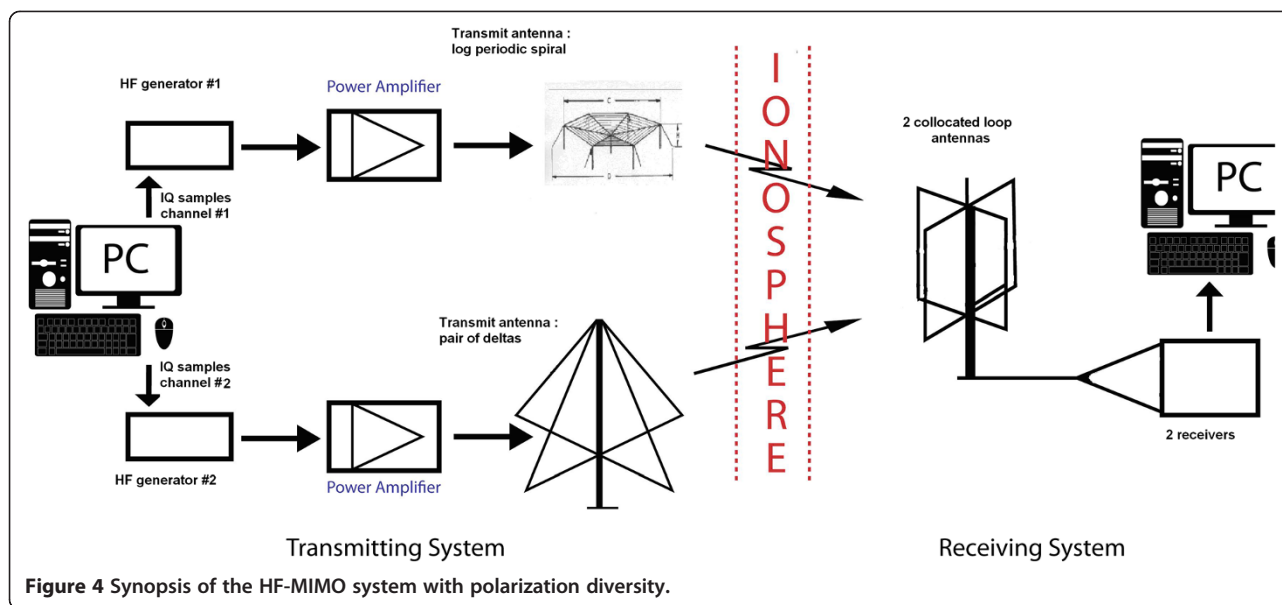 Transmit antenna :
log periodic spiral
HF generator #1
Power Amplifier
C
D
IQ samples
channel #1
PC
IQ samples
channel #2
HF generator #2
Power Amplifier
Transmit antenna :
pair of deltas
IONOSPHERE
2 collocated loop
antennas
PC
2 receivers
Transmitting System
Receiving System
Figure 4 Synopsis of the HF-MIMO system with polarization diversity.